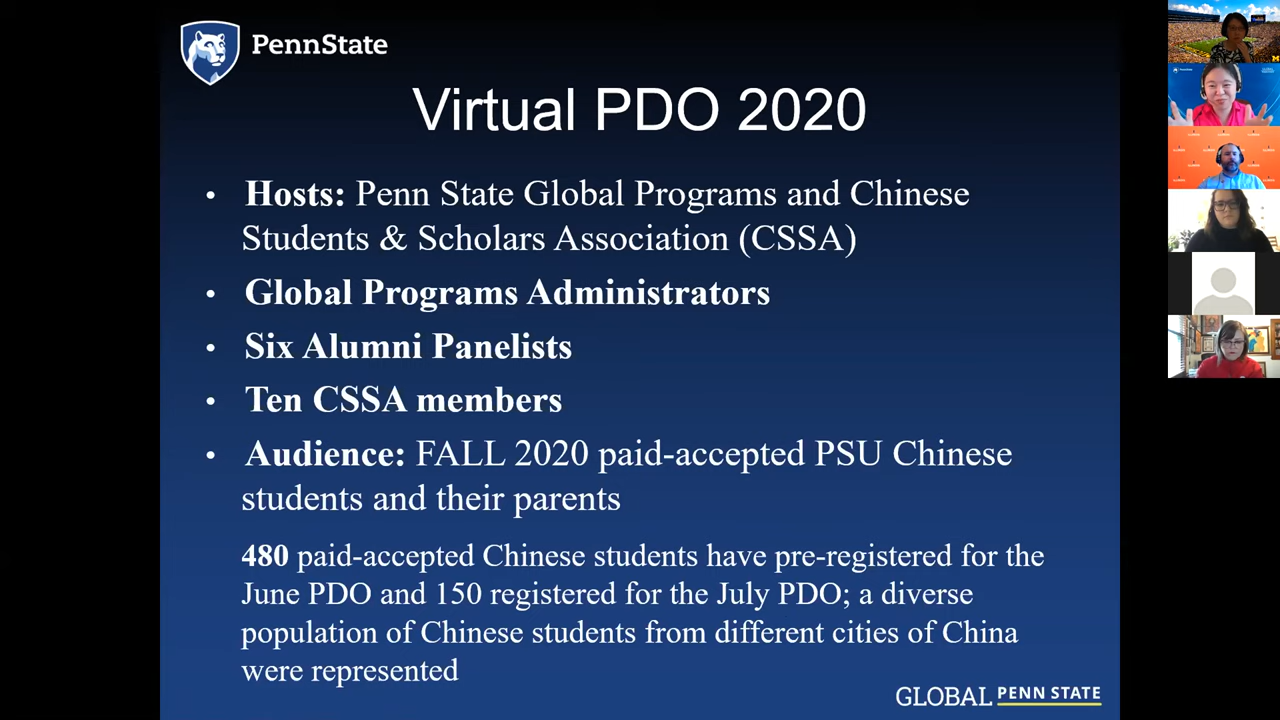 PennState
Virtual PDO 2020
• Hosts: Penn State Global Programs and Chinese
Students & Scholars Association (CSSA)
• Global Programs Administrators
• Six Alumni Panelists
• Ten CSSA members
• Audience: FALL 2020 paid-accepted PSU Chinese
students and their parents
480 paid-accepted Chinese students have pre-registered for the
June PDO and 150 registered for the July PDO; a diverse
population of Chinese students from different cities of China
were represented
GLOBAL PENN STATE